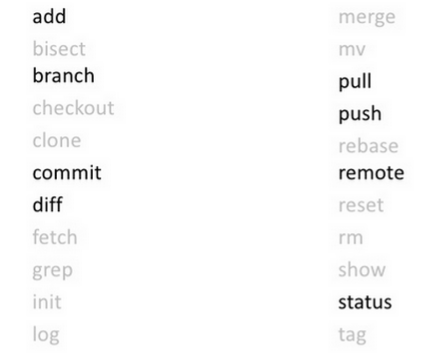 add
bisect
branch
checkout
clone
commit
diff
fetch
grep
init
log
merge
mv
pull
push
rebase
remote
reset
rm
show
status
tag